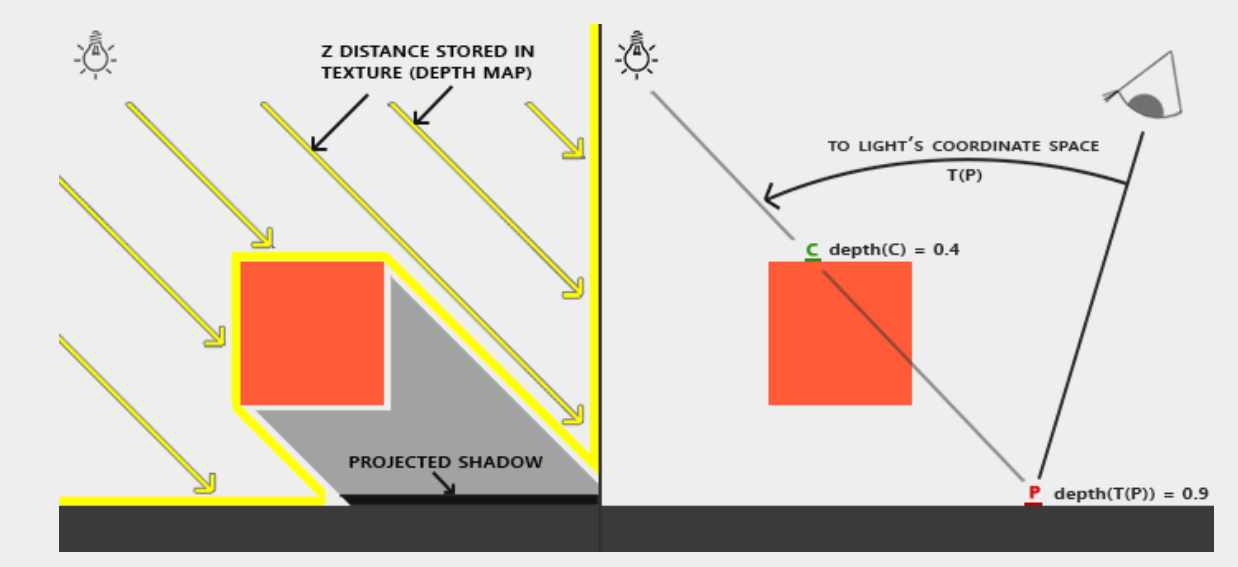 Z DISTANCE STORED IN
TEXTURE (DEPTH MAP)
PROJECTED SHADOW
TO LIGHT'S COORDINATE SPACE
T(P)
C depth(C) = 0.4
P depth(T(P)) = 0.9